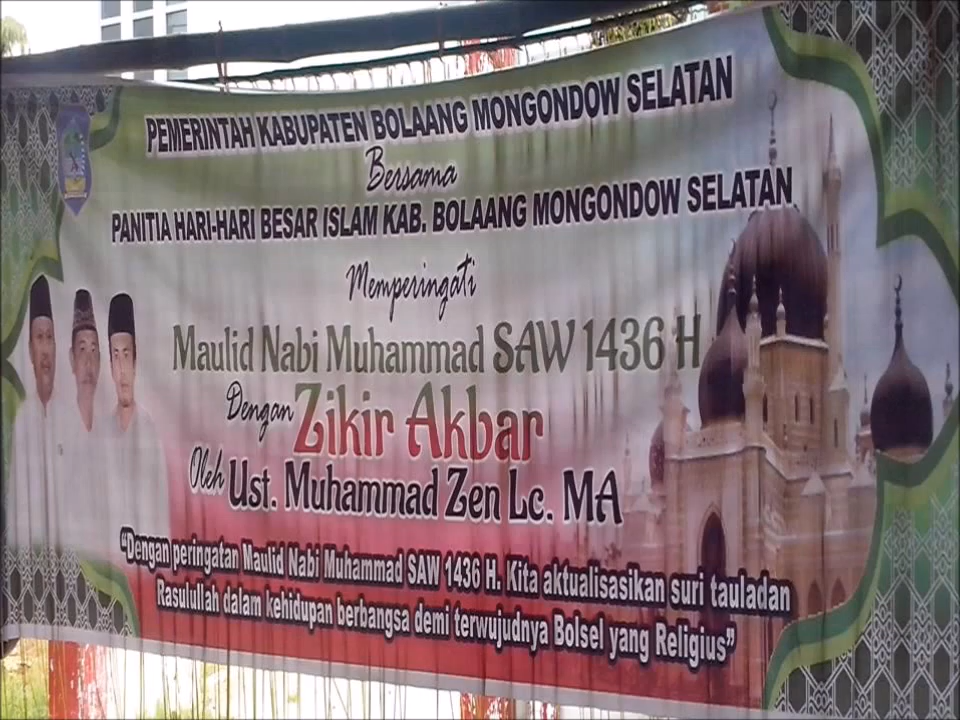 PEMERINTAH KABUPATEN BOLAANG MONGONDOW SELATAN
Bersama
PANITIA HARI-HARI BESAR ISLAM KAB. BOLAANG MONGONDOW SELATAN
Memperingati
Maulid Nabi Muhammad SAW 1436 H
Dengan Zikir Akbar
Oleh Ust. Muhammad Zen Lc. MA
"Dengan peringatan Maulid Nabi Muhammad SAW 1436 H. Kita aktualisasikan suri tauladan
Rasulullah dalam kehidupan berbangsa demi terwujudnya Bolsel yang Religius"